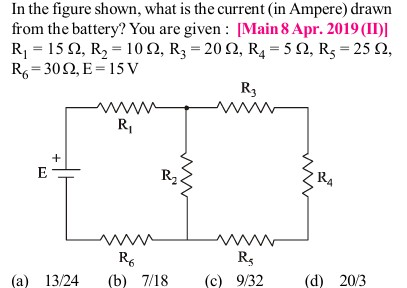 In the figure shown, what is the current (in Ampere) drawn
from the battery? You are given : [Main 8 Apr. 2019 (II)]
R₁ = 15 Ω, R₂ = 10 Ω, R₃ = 20 Ω, R₄ = 5 Ω, R₅ = 25 Ω,
R₆ = 30 Ω, E = 15 V
R₃
R₁
+
E
R₂
R₄
R₆
R₅
(a) 13/24 (b) 7/18 (c) 9/32 (d) 20/3